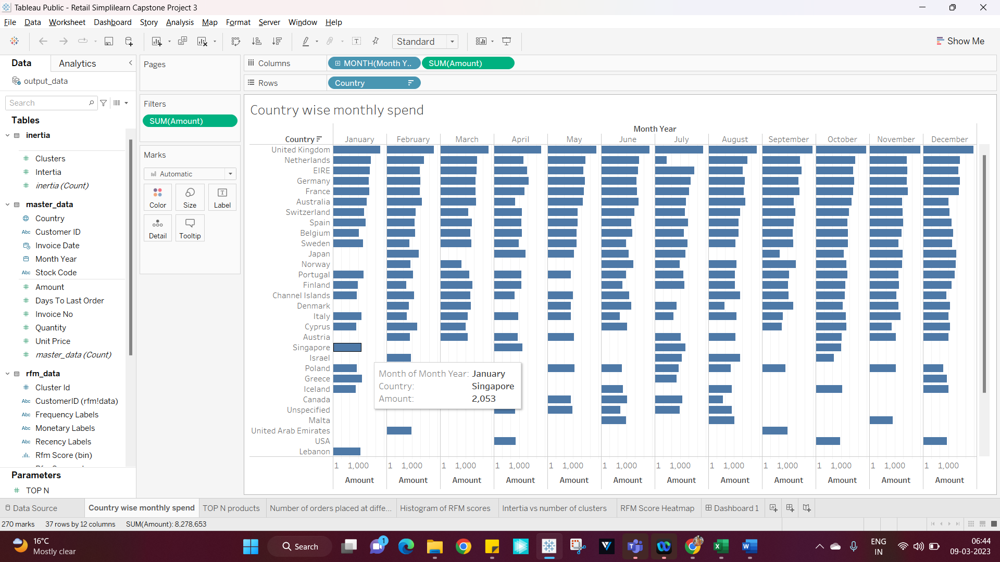 Tableau Public - Retail Simplilearn Capstone Project 3
File Data Worksheet Dashboard Story Analysis Map Format Server Window Help
Standard
Show Me
Data Analytics
output_data
Search
Tables
inertia
Clusters
Intertia
inertia (Count)
master_data
Country
Abc Customer ID
Invoice Date
Month Year
Abc Stock Code
Amount
Days To Last Order
Invoice No
Quantity
Unit Price
master_data (Count)
rfm_data
Cluster Id
Abc CustomerID (rfm!data)
Abc Frequency Labels
Abc Monetary Labels
Abc Recency Labels
Rfm Score (bin)
Parameters
TOP N
Pages
Filters
SUM(Amount)
Marks
Automatic
Color Size Label
Detail Tooltip
Columns MONTH(Month Y.. SUM(Amount)
Rows Country
Country wise monthly spend
Month Year
Country January February March April May June July August September October November December
United Kingdom
Netherlands
EIRE
Germany
France
Australia
Switzerland
Spain
Belgium
Sweden
Japan
Norway
Portugal
Finland
Channel Islands
Denmark
Italy
Cyprus
Austria
Singapore
Israel
Poland
Greece
Iceland
Canada
Unspecified
Malta
United Arab Emirates
USA
Lebanon
Month of Month Year: January
Country: Singapore
Amount: 2,053
1 1,000 1 1,000 1 1,000 1 1,000 1 1,000 1 1,000 1 1,000 1 1,000 1 1,000 1 1,000 1 1,000 1 1,000
Amount Amount Amount Amount Amount Amount Amount Amount Amount Amount Amount Amount
Data Source Country wise monthly spend TOP N products Number of orders placed at diffe... Histogram of RFM scores Intertia vs number of clusters RFM Score Heatmap Dashboard 1
270 marks 37 rows by 12 columns SUM(Amount): 8,278,653
16°C
Mostly clear
Search
1
ENG
IN
06:44
09-03-2023